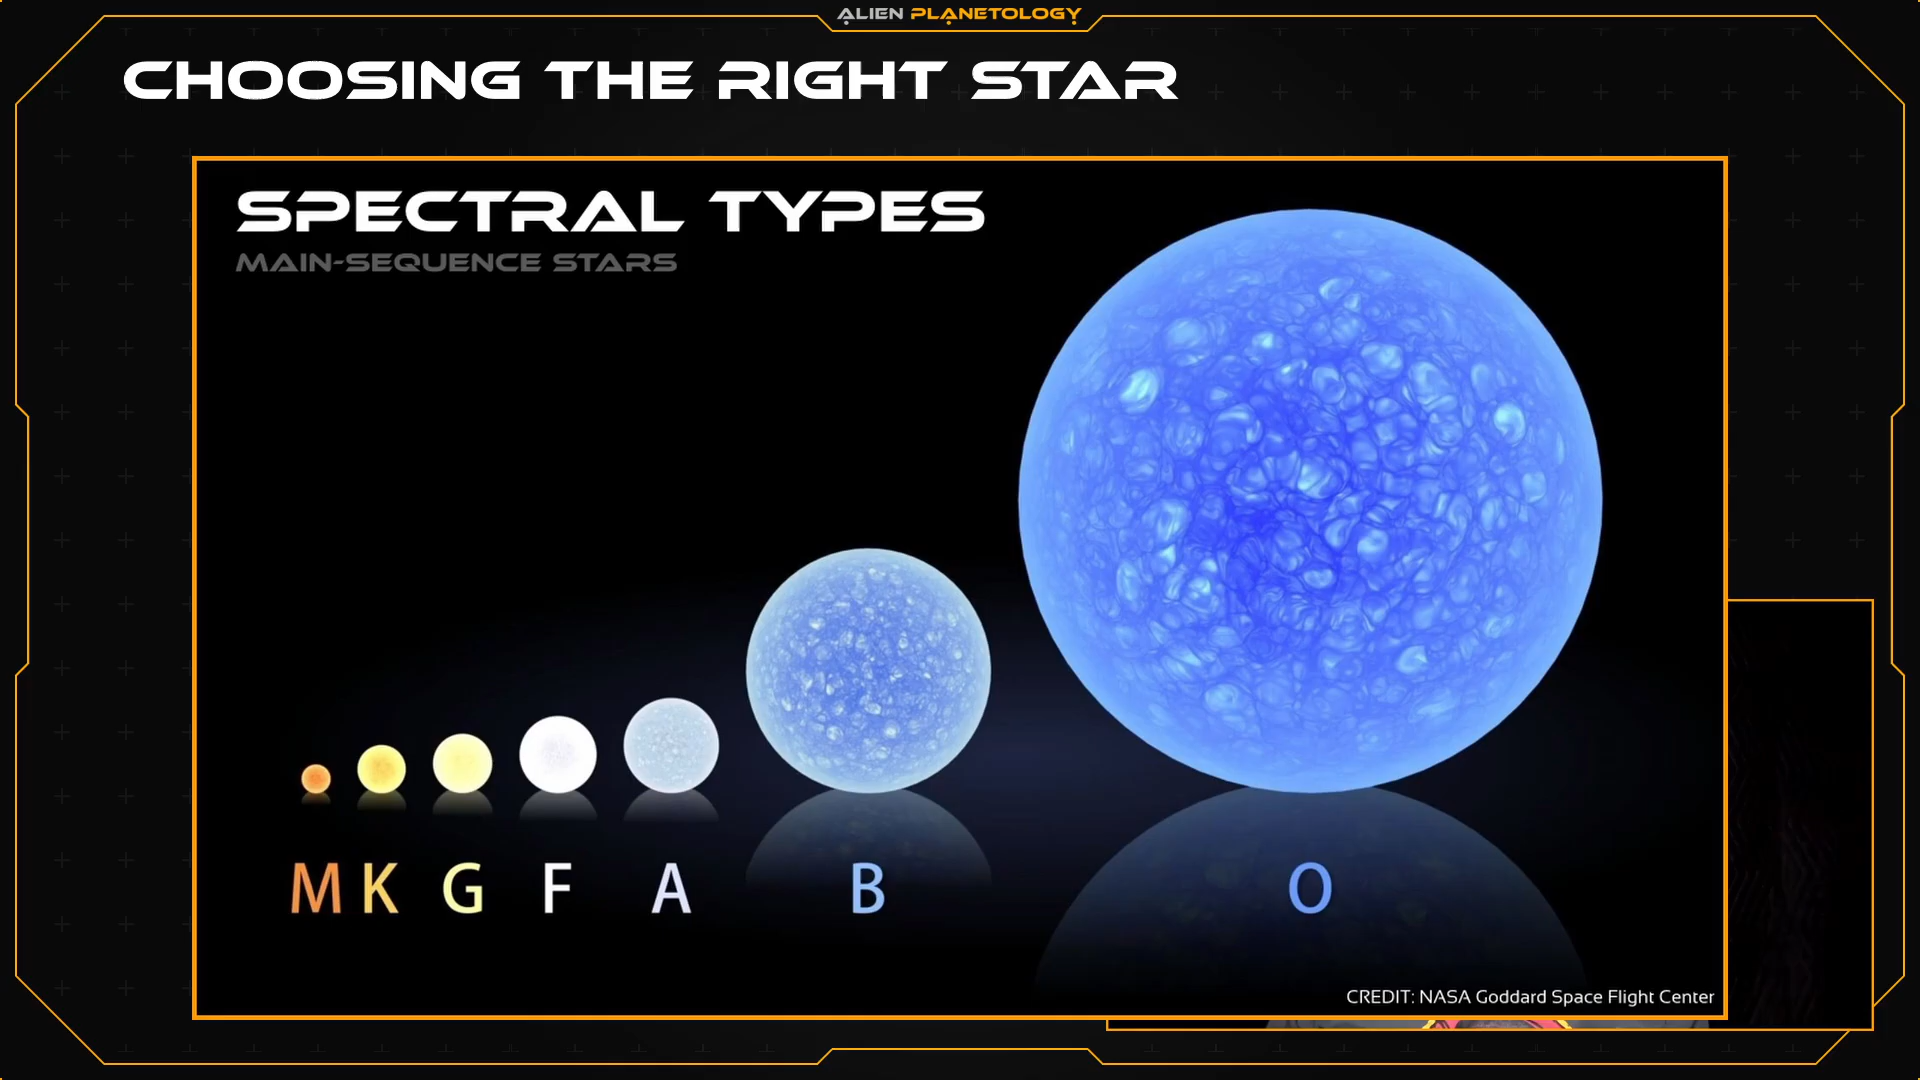 ALIEN PLANETOLOGY
CHOOSING THE RIGHT STAR
SPECTRAL TYPES
MAIN-SEQUENCE STARS
M K G F A B O
CREDIT: NASA Goddard Space Flight Center